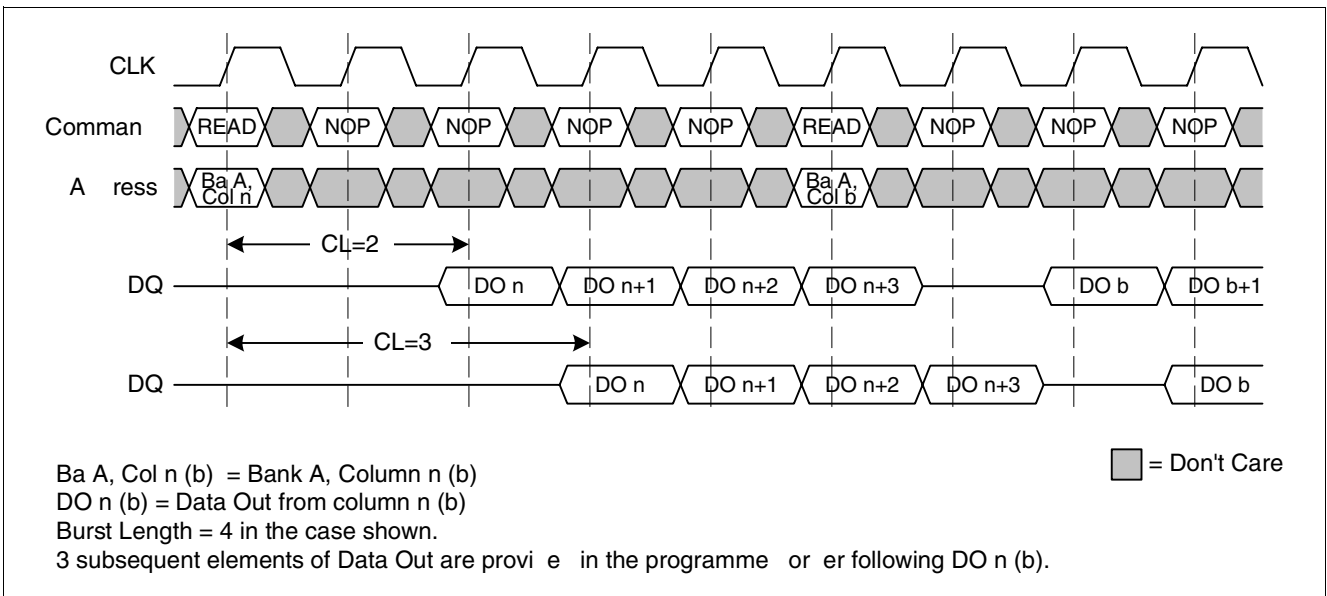 CLK
Comman READ NOP NOP NOP NOP READ NOP NOP NOP
A ress Ba A, Col n Ba A, Col b
CL=2
DQ DO n DO n+1 DO n+2 DO n+3 DO b DO b+1
CL=3
DQ DO n DO n+1 DO n+2 DO n+3 DO b
= Don't Care
Ba A, Col n (b) = Bank A, Column n (b)
DO n (b) = Data Out from column n (b)
Burst Length = 4 in the case shown.
3 subsequent elements of Data Out are provi e in the programme or er following DO n (b).